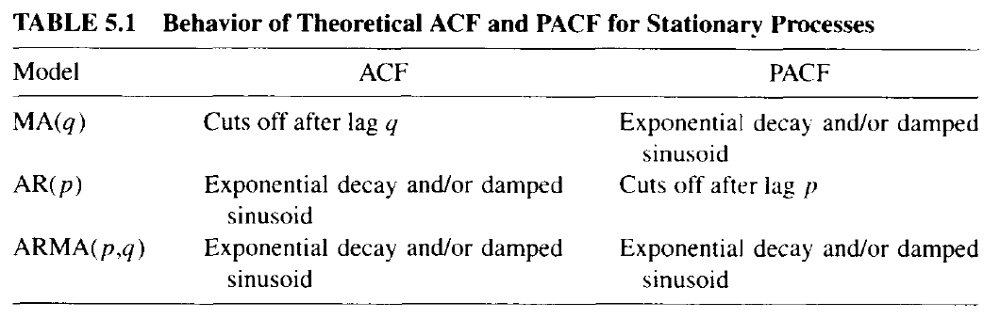 TABLE 5.1 Behavior of Theoretical ACF and PACF for Stationary Processes
Model ACF PACF
MA(q) Cuts off after lag q Exponential decay and/or damped
sinusoid
AR(p) Exponential decay and/or damped Cuts off after lag p
sinusoid
ARMA(p,q) Exponential decay and/or damped Exponential decay and/or damped
sinusoid sinusoid